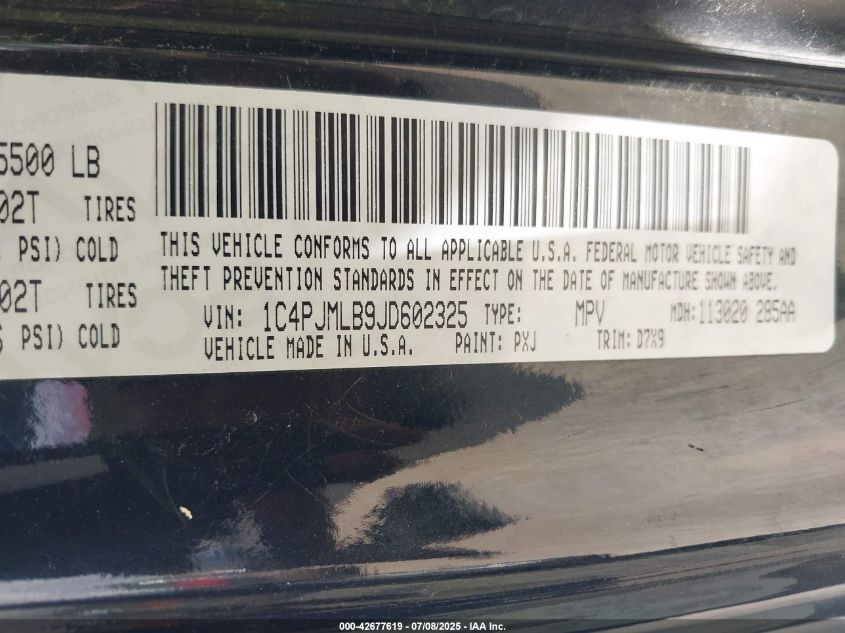 5500 LB
02T TIRES
PSI) COLD
THIS VEHICLE CONFORMS TO ALL APPLICABLE U.S.A. FEDERAL MOTOR VEHICLE SAFETY AND
THEFT PREVENTION STANDARDS IN EFFECT ON THE DATE OF MANUFACTURE SHOWN ABOVE.
02T TIRES
PSI) COLD
VIN: 1C4PJMLB9JD602325 TYPE: MPV MDH: 113020 285AA
VEHICLE MADE IN U.S.A. PAINT: PXJ TRIM: D7X9
000-42677619 - 07/08/2025 - IAA Inc.